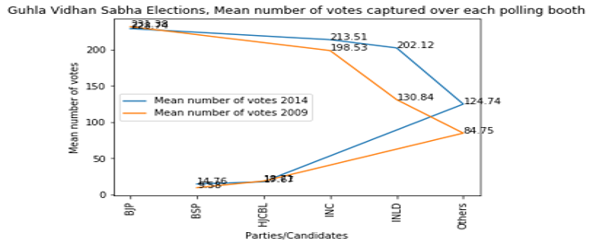 Guhla Vidhan Sabha Elections, Mean number of votes captured over each polling booth
231.38
213.51
202.12
198.53
130.84
124.74
84.75
14.76
200
150
100
50
0
Mean number of votes
Mean number of votes 2014
Mean number of votes 2009
BJP
BSP
HJCBL
INC
INLD
Others
Parties/Candidates